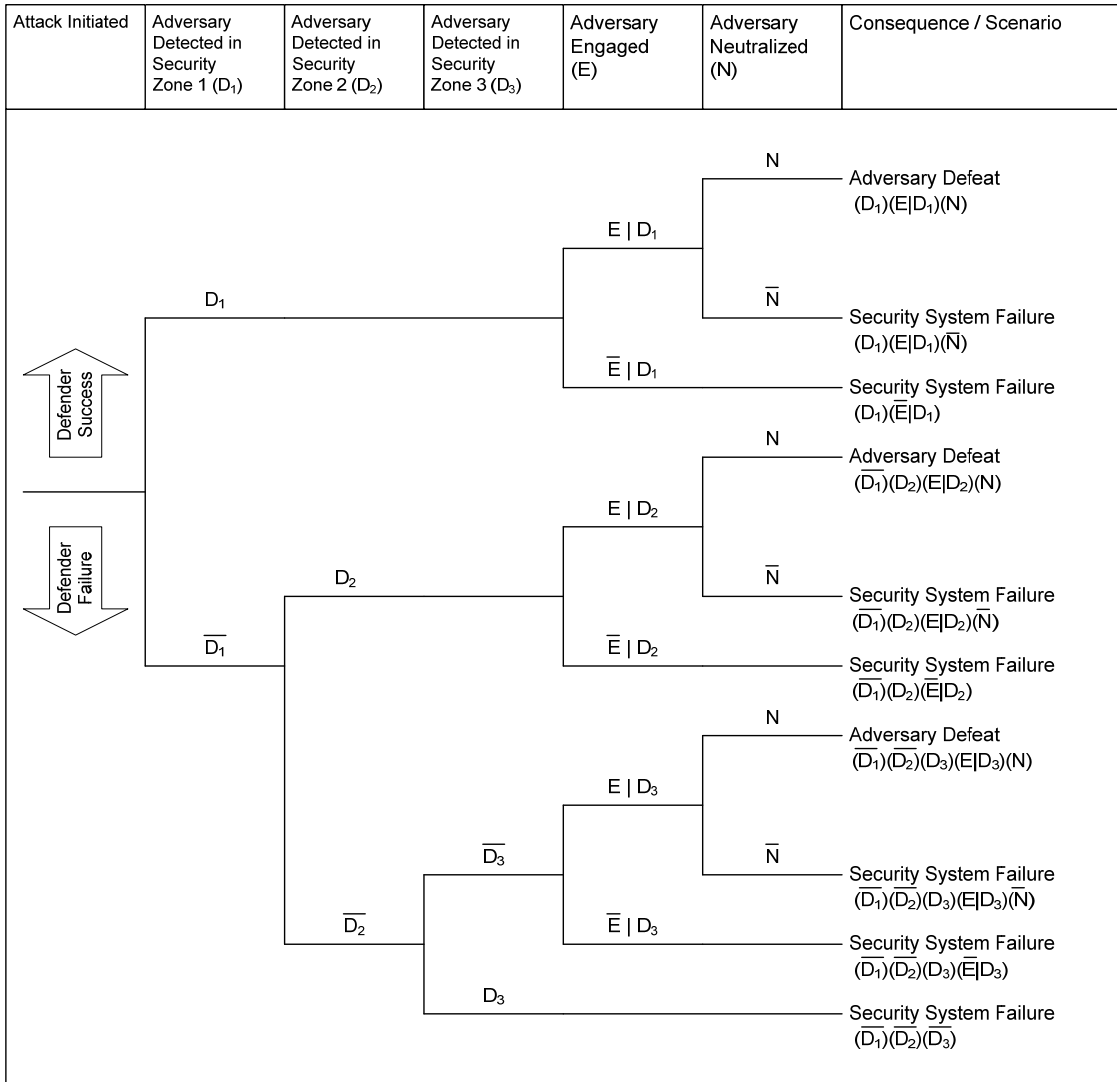 Attack Initiated
Adversary
Detected in
Security
Zone 1 (D₁)
Adversary
Detected in
Security
Zone 2 (D₂)
Adversary
Detected in
Security
Zone 3 (D₃)
Adversary
Engaged
(E)
Adversary
Neutralized
(N)
Consequence / Scenario
N
Adversary Defeat
(D₁)(E|D₁)(N)
E | D₁
D₁
N̅
Security System Failure
(D₁)(E|D₁)(N̅)
E̅ | D₁
Security System Failure
(D₁)(E̅|D₁)
Defender
Success
N
Adversary Defeat
(D̅₁)(D₂)(E|D₂)(N)
E | D₂
Defender
Failure
D₂
N̅
Security System Failure
(D̅₁)(D₂)(E|D₂)(N̅)
D̅₁
E̅ | D₂
Security System Failure
(D̅₁)(D₂)(E̅|D₂)
N
Adversary Defeat
(D̅₁)(D̅₂)(D₃)(E|D₃)(N)
E | D₃
D̅₃
N̅
Security System Failure
(D̅₁)(D̅₂)(D₃)(E|D₃)(N̅)
D̅₂
E̅ | D₃
Security System Failure
(D̅₁)(D̅₂)(D₃)(E̅|D₃)
D₃
Security System Failure
(D̅₁)(D̅₂)(D̅₃)